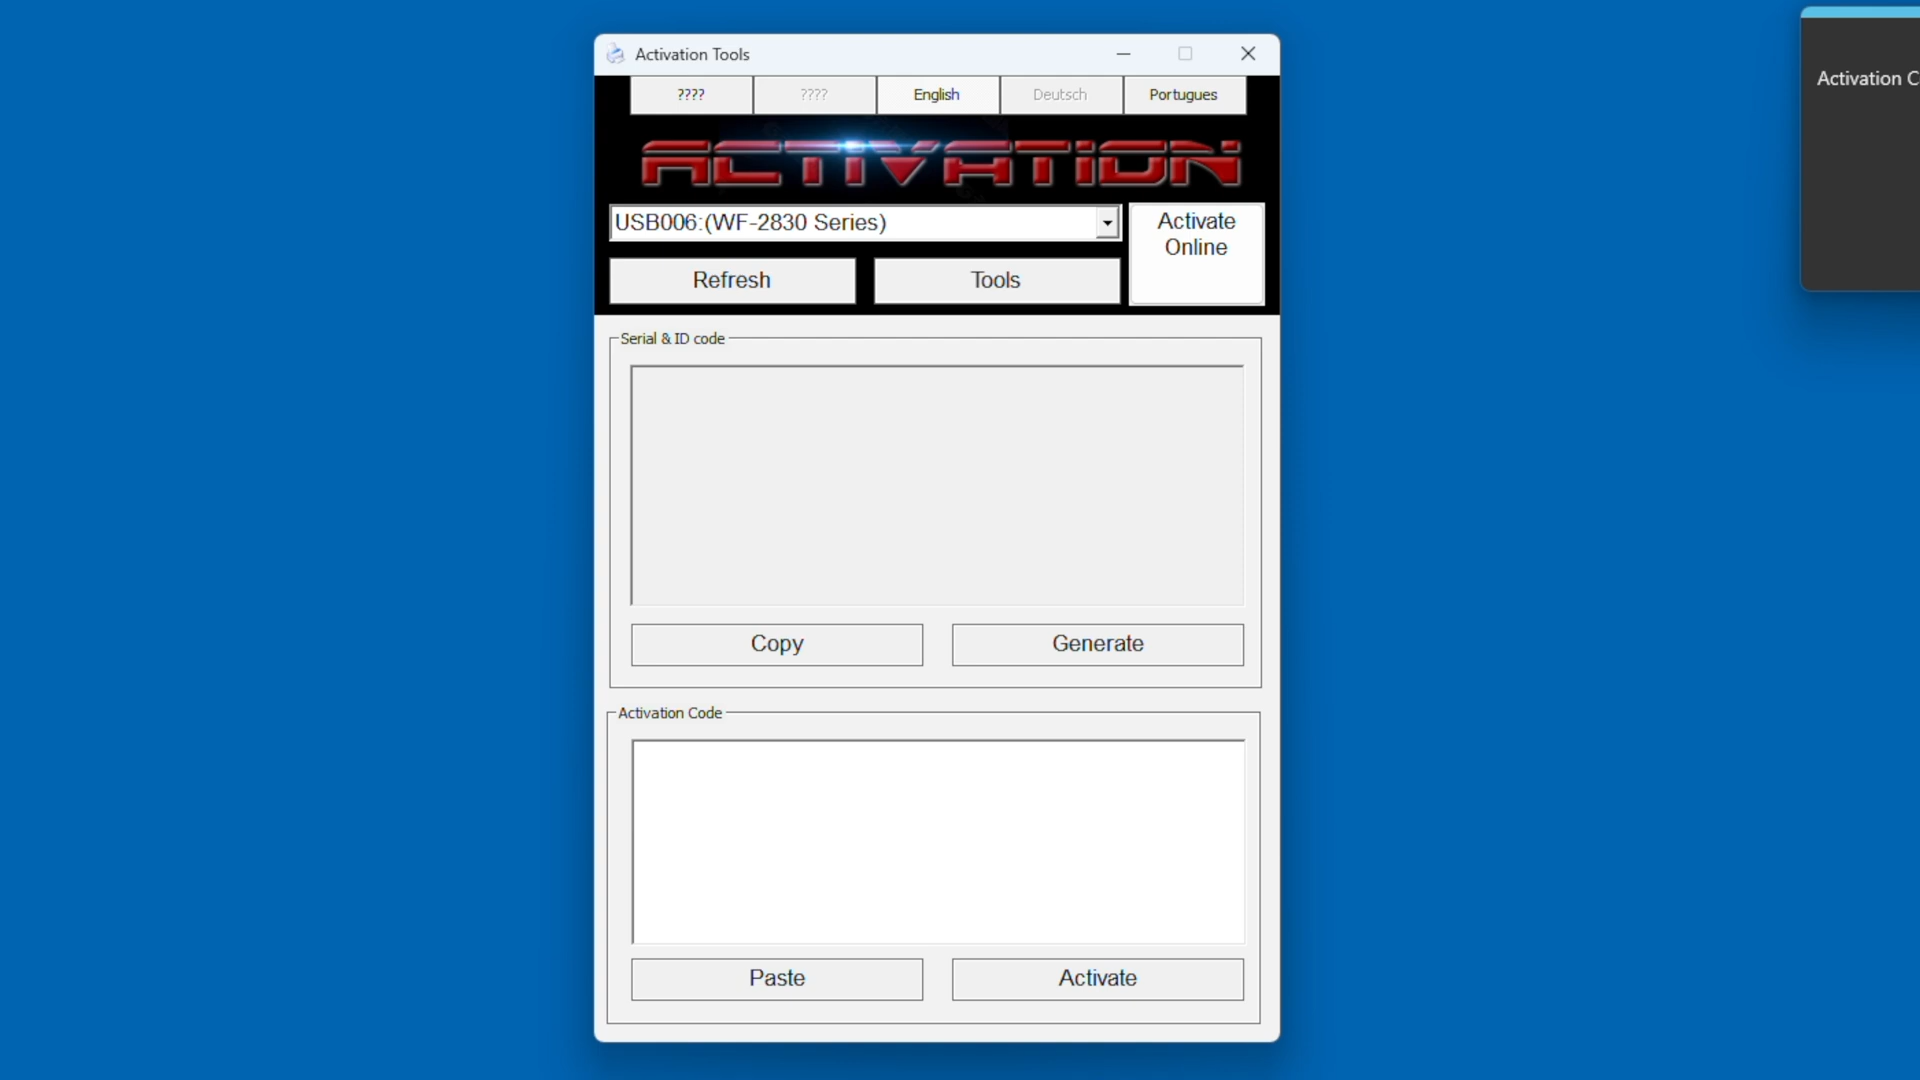 Activation Tools
???? ???? English Deutsch Portugues
ACTIVATION
USB006:(WF-2830 Series)
Activate
Online
Refresh Tools
Serial & ID code
Copy Generate
Activation Code
Paste Activate
Activation C